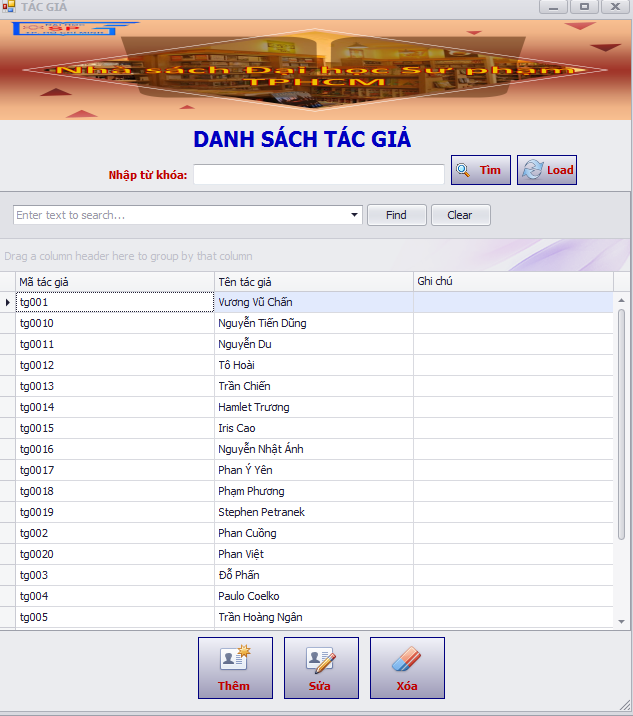 TÁC GIẢ
SP
TP. HỒ CHÍ MINH
Nhà sách Đại học Sư phạm
TPHCM
DANH SÁCH TÁC GIẢ
Nhập từ khóa:
Tìm
Load
Enter text to search...
Find
Clear
Drag a column header here to group by that column
Mã tác giả Tên tác giả Ghi chú
tg001 Vương Vũ Chấn
tg0010 Nguyễn Tiến Dũng
tg0011 Nguyễn Du
tg0012 Tô Hoài
tg0013 Trần Chiến
tg0014 Hamlet Trương
tg0015 Iris Cao
tg0016 Nguyễn Nhật Ánh
tg0017 Phan Ý Yên
tg0018 Phạm Phương
tg0019 Stephen Petranek
tg002 Phan Cuồng
tg0020 Phan Việt
tg003 Đỗ Phấn
tg004 Paulo Coelko
tg005 Trần Hoàng Ngân
Thêm
Sửa
Xóa